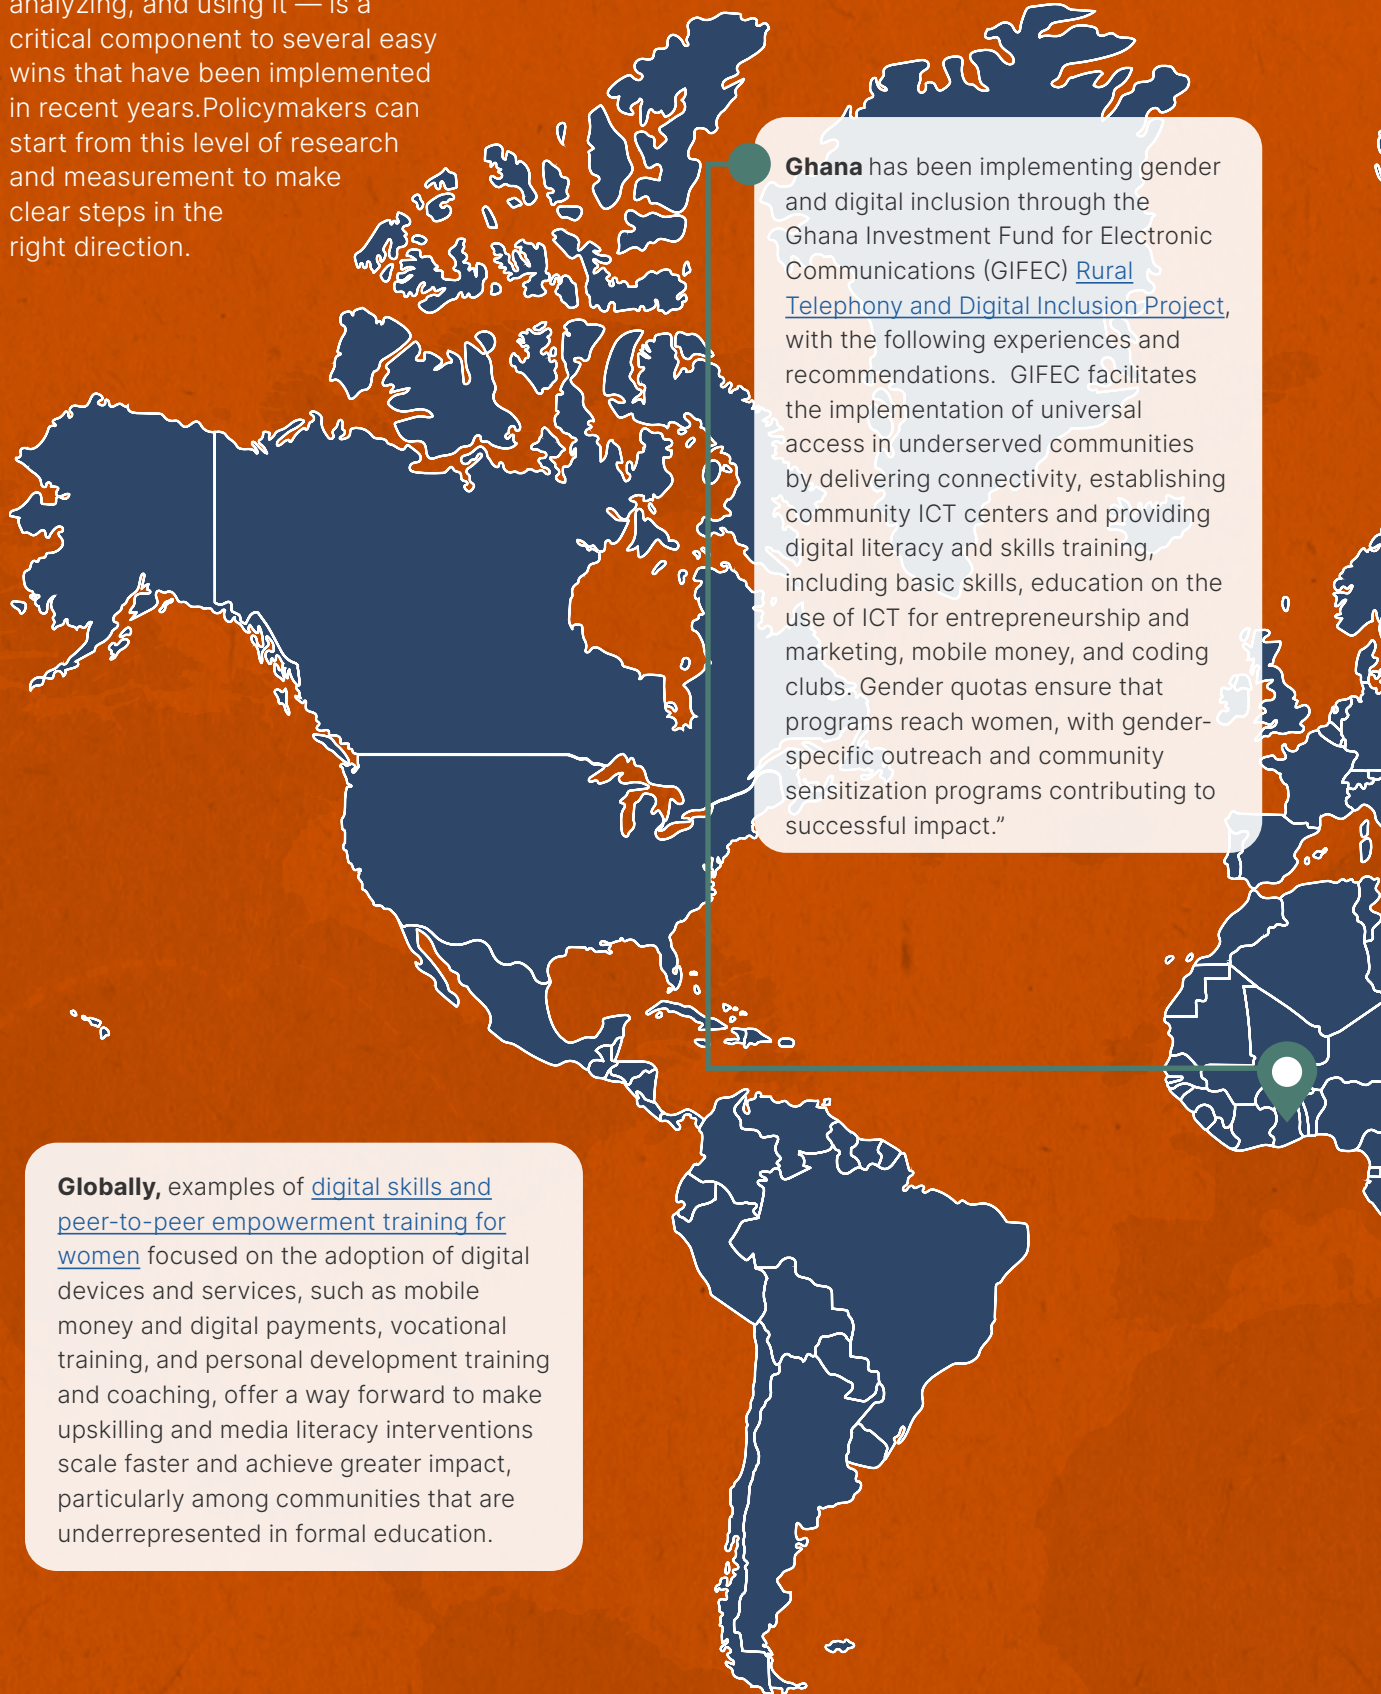 analyzing, and using it — is a
critical component to several easy
wins that have been implemented
in recent years.Policymakers can
start from this level of research
and measurement to make
clear steps in the
right direction.
Ghana has been implementing gender
and digital inclusion through the
Ghana Investment Fund for Electronic
Communications (GIFEC) Rural
Telephony and Digital Inclusion Project,
with the following experiences and
recommendations.  GIFEC facilitates
the implementation of universal
access in underserved communities
by delivering connectivity, establishing
community ICT centers and providing
digital literacy and skills training,
including basic skills, education on the
use of ICT for entrepreneurship and
marketing, mobile money, and coding
clubs. Gender quotas ensure that
programs reach women, with gender-
specific outreach and community
sensitization programs contributing to
successful impact.”
Globally, examples of digital skills and
peer-to-peer empowerment training for
women focused on the adoption of digital
devices and services, such as mobile
money and digital payments, vocational
training, and personal development training
and coaching, offer a way forward to make
upskilling and media literacy interventions
scale faster and achieve greater impact,
particularly among communities that are
underrepresented in formal education.